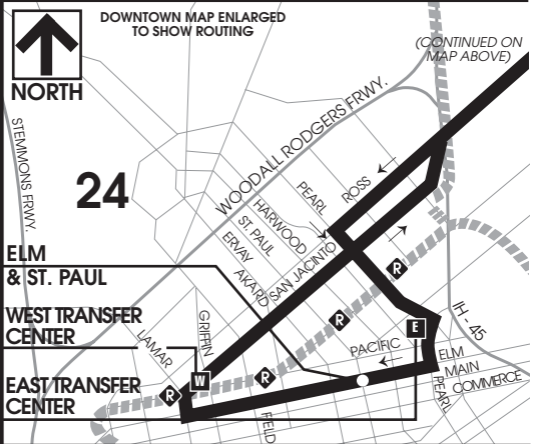 DOWNTOWN MAP ENLARGED
TO SHOW ROUTING
(CONTINUED ON
MAP ABOVE)
NORTH
STEMMONS FRWY.
24
WOODALL RODGERS FRWY.
PEARL
ROSS
HARWOOD
ST. PAUL
ERVAY
AKARD
SAN JACINTO
ELM
& ST. PAUL
WEST TRANSFER
CENTER
EAST TRANSFER
CENTER
LAMAR
GRIFFIN
R
R
R
R
W
E
IH - 45
PACIFIC
ELM
MAIN
COMMERCE
PEARL
FIELD